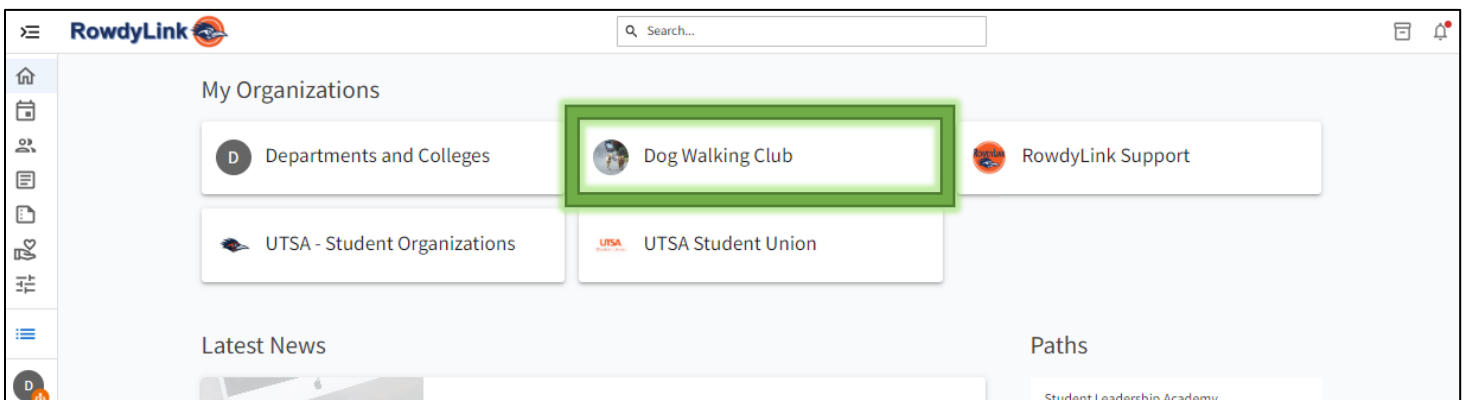 RowdyLink
Search...
My Organizations
D Departments and Colleges
Dog Walking Club
RowdyLink Support
UTSA - Student Organizations
UTSA UTSA Student Union
Latest News
Paths
D
Student Leadership Academy